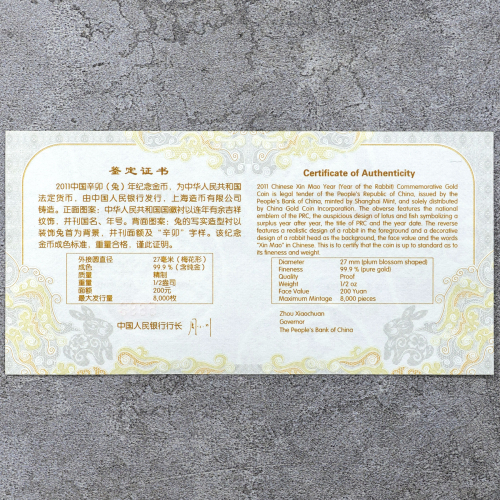 鉴定证书
2011中国辛卯（兔）年纪念金币，为中华人民共和国
法定货币，由中国人民银行发行，上海造币有限公司
铸造。正面图案：中华人民共和国国徽衬以连年有余吉祥
纹饰，并刊国名、年号。背面图案：兔的写实造型衬以
装饰兔首为背景，并刊面额及“辛卯”字样。该纪念
金币成色标准，重量合格，谨此证明。
外接圆直径 27毫米（梅花形）
成色 99.9％（含纯金）
质量 精制
重量 1/2盎司
面额 200元
最大发行量 8,000枚
中国人民银行行长
Certificate of Authenticity
2011 Chinese Xin Mao Year (Year of the Rabbit) Commemorative Gold
Coin is legal tender of the People's Republic of China, issued by the
People's Bank of China, minted by Shanghai Mint, and solely distributed
by China Gold Coin Incorporation. The obverse features the national
emblem of the PRC, the auspicious design of lotus and fish symbolizing a
surplus year after year, the title of PRC, and the year date. The reverse
features a realistic design of a rabbit in the foreground and a decorative
design of a rabbit head as the background, the face value and the words
"Xin Mao" in Chinese. This is to certify that the coin is up to standard as to
its fineness and weight.
Diameter 27 mm (plum blossom shaped)
Fineness 99.9 % (pure gold)
Quality Proof
Weight 1/2 oz
Face Value 200 Yuan
Maximum Mintage 8,000 pieces
Zhou Xiaochuan
Governor
The People's Bank of China